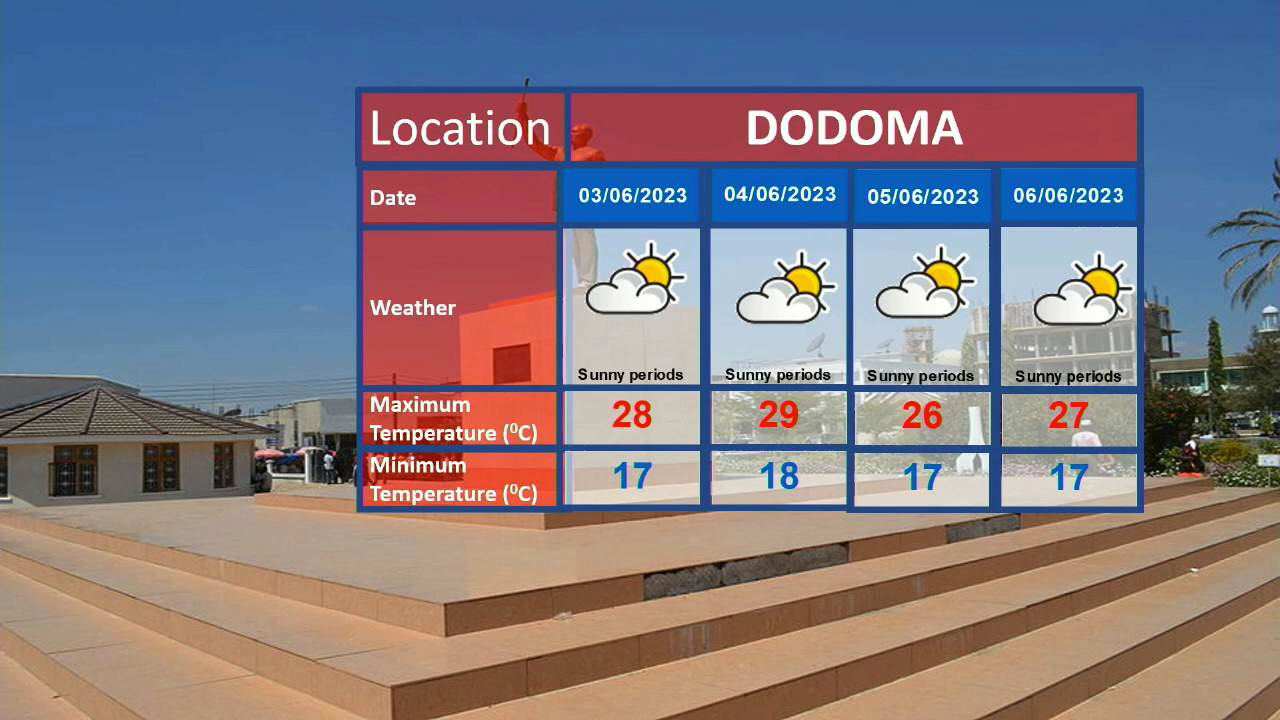 Location DODOMA
Date 03/06/2023 04/06/2023 05/06/2023 06/06/2023
Weather
Sunny periods Sunny periods Sunny periods Sunny periods
Maximum
Temperature (⁰C) 28 29 26 27
Minimum
Temperature (⁰C) 17 18 17 17